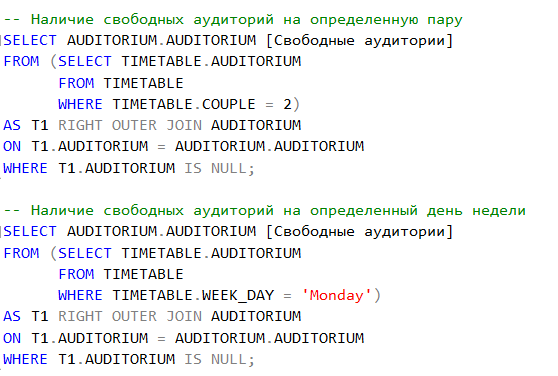 -- Наличие свободных аудиторий на определенную пару
SELECT AUDITORIUM.AUDITORIUM [Свободные аудитории]
FROM (SELECT TIMETABLE.AUDITORIUM
FROM TIMETABLE
WHERE TIMETABLE.COUPLE = 2)
AS T1 RIGHT OUTER JOIN AUDITORIUM
ON T1.AUDITORIUM = AUDITORIUM.AUDITORIUM
WHERE T1.AUDITORIUM IS NULL;
-- Наличие свободных аудиторий на определенный день недели
SELECT AUDITORIUM.AUDITORIUM [Свободные аудитории]
FROM (SELECT TIMETABLE.AUDITORIUM
FROM TIMETABLE
WHERE TIMETABLE.WEEK_DAY = 'Monday')
AS T1 RIGHT OUTER JOIN AUDITORIUM
ON T1.AUDITORIUM = AUDITORIUM.AUDITORIUM
WHERE T1.AUDITORIUM IS NULL;